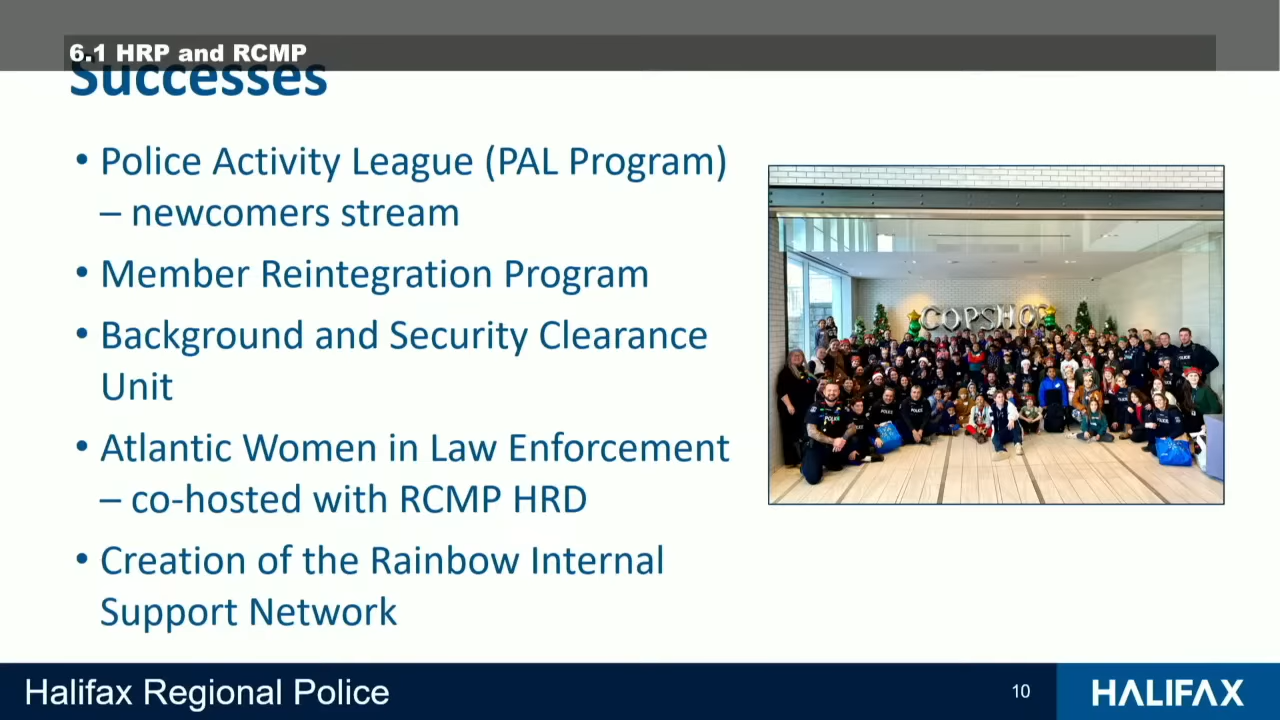 6.1 HRP and RCMP
Successes
• Police Activity League (PAL Program)
– newcomers stream
• Member Reintegration Program
• Background and Security Clearance
Unit
• Atlantic Women in Law Enforcement
– co-hosted with RCMP HRD
• Creation of the Rainbow Internal
Support Network
COPSHOP
POLICE
Halifax Regional Police
10
HALIFAX